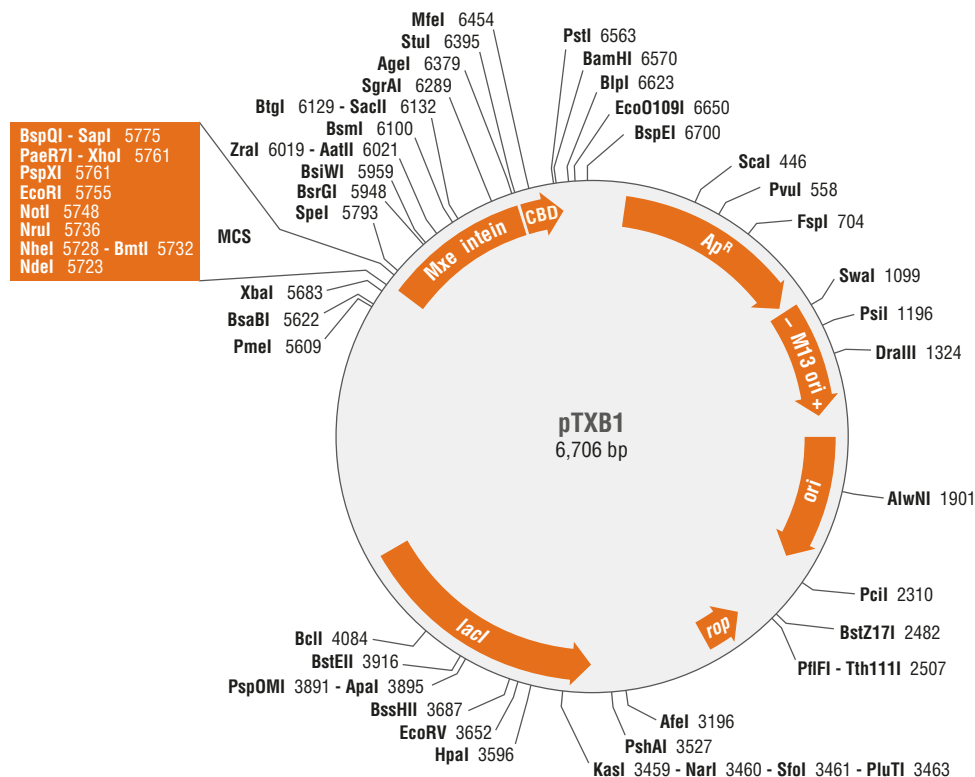 MfeI 6454
StuI 6395
AgeI 6379
SgrAI 6289
BtgI 6129 - SacII 6132
BsmI 6100
ZraI 6019 - AatII 6021
BsiWI 5959
BsrGI 5948
SpeI 5793
BspQI - SapI 5775
PaeR7I - XhoI 5761
PspXI 5761
EcoRI 5755
NotI 5748
NruI 5736
NheI 5728 - BmtI 5732
NdeI 5723
MCS
XbaI 5683
BsaBI 5622
PmeI 5609
PstI 6563
BamHI 6570
BlpI 6623
EcoO109I 6650
BspEI 6700
ScaI 446
PvuI 558
FspI 704
SwaI 1099
PsiI 1196
DraIII 1324
AlwNI 1901
PciI 2310
BstZ17I 2482
PflFI - Tth111I 2507
AfeI 3196
PshAI 3527
KasI 3459 - NarI 3460 - SfoI 3461 - PluTI 3463
HpaI 3596
EcoRV 3652
BssHII 3687
PspOMI 3891 - ApaI 3895
BstEII 3916
BclI 4084
Mxe intein
CBD
ApR
– M13 ori +
ori
rop
lacI
pTXB1
6,706 bp